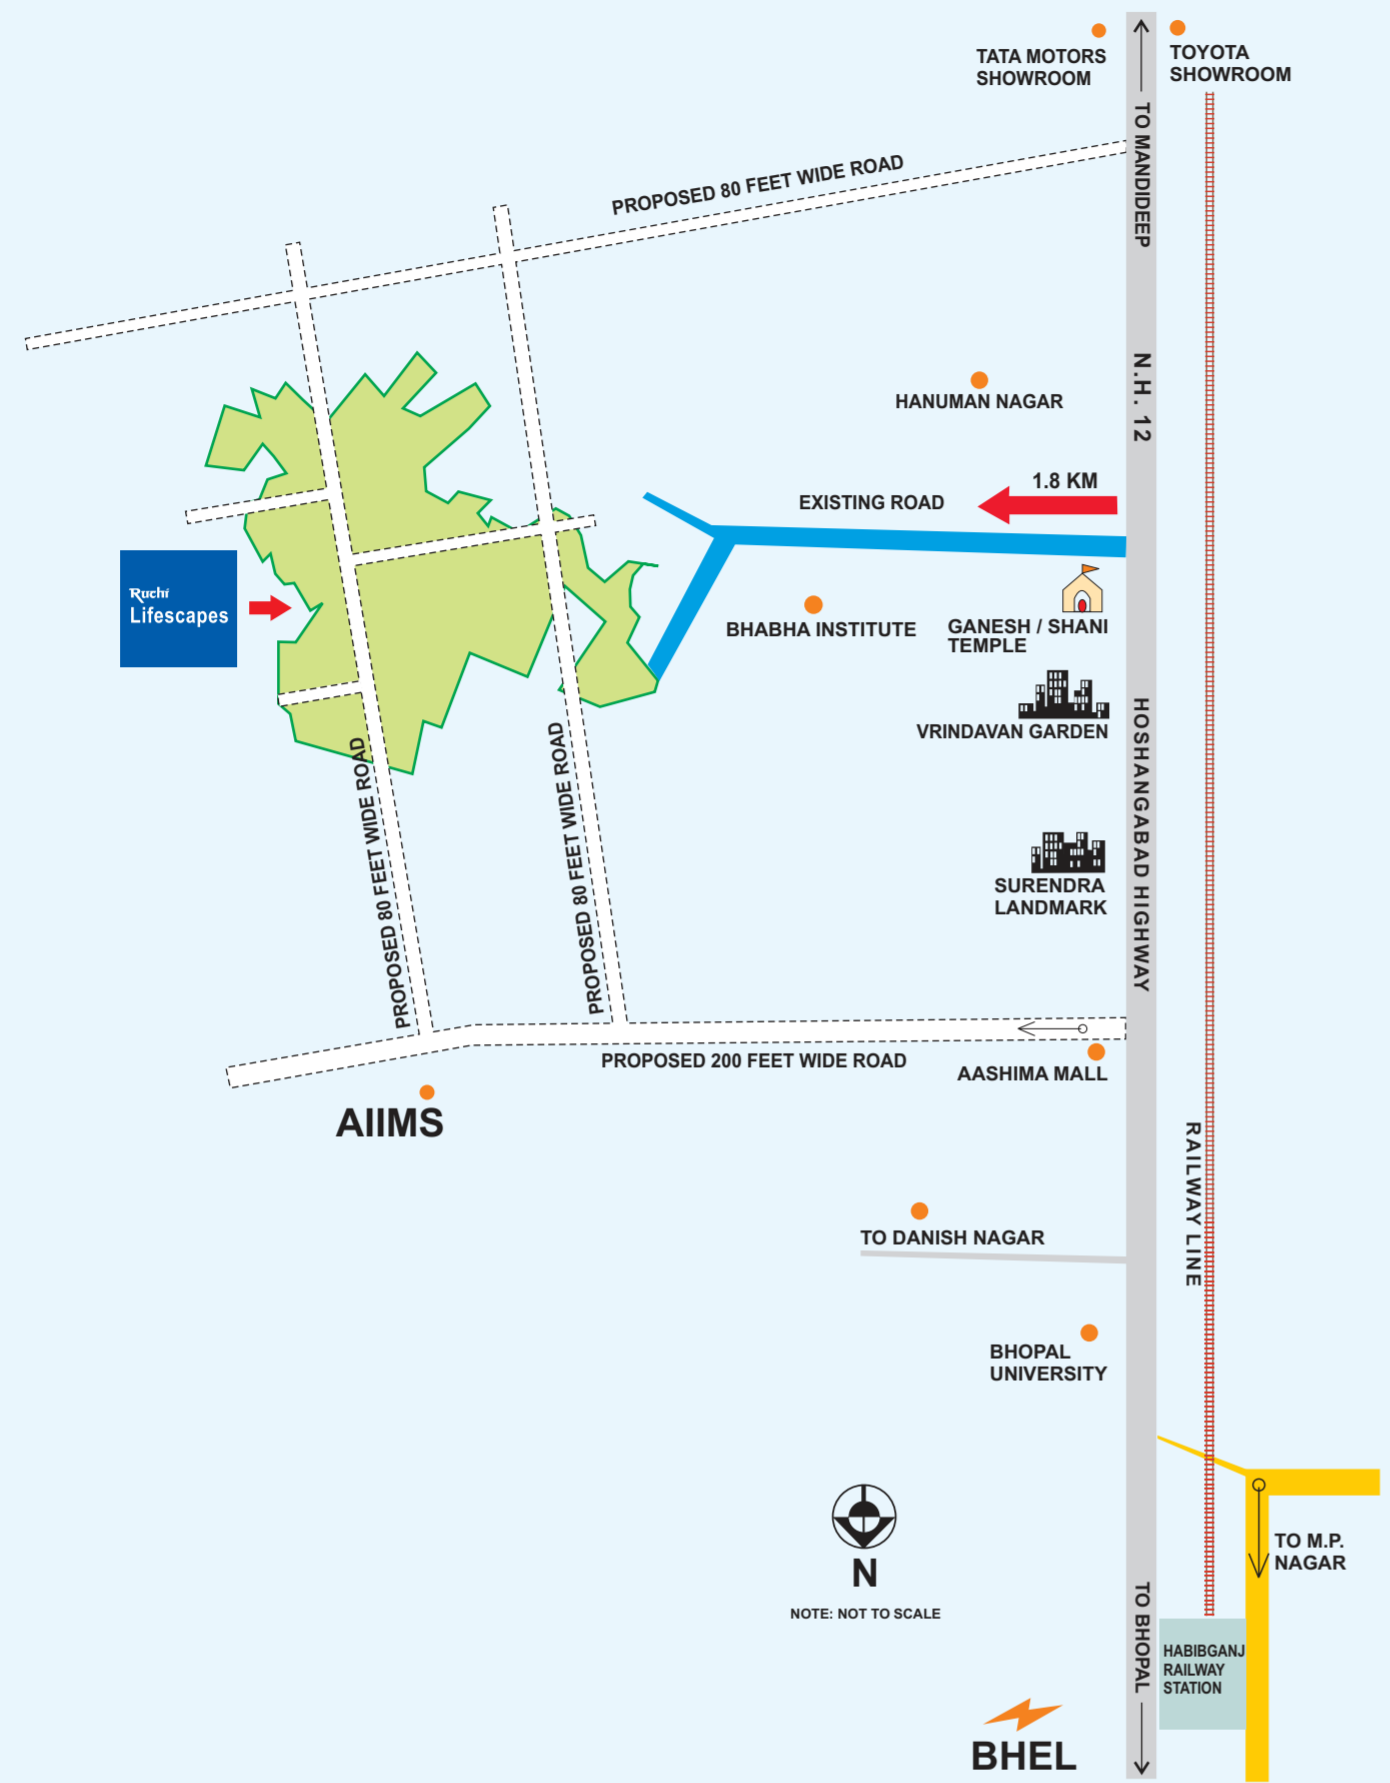 TATA MOTORS
SHOWROOM
TOYOTA
SHOWROOM
TO MANDIDEEP
PROPOSED 80 FEET WIDE ROAD
N.H. 12
HANUMAN NAGAR
1.8 KM
EXISTING ROAD
Ruchi
Lifescapes
BHABHA INSTITUTE
GANESH / SHANI
TEMPLE
VRINDAVAN GARDEN
HOSHANGABAD HIGHWAY
PROPOSED 80 FEET WIDE ROAD
PROPOSED 80 FEET WIDE ROAD
SURENDRA
LANDMARK
PROPOSED 200 FEET WIDE ROAD
AASHIMA MALL
AIIMS
RAILWAY LINE
TO DANISH NAGAR
BHOPAL
UNIVERSITY
N
NOTE: NOT TO SCALE
TO M.P.
NAGAR
TO BHOPAL
HABIBGANJ
RAILWAY
STATION
BHEL